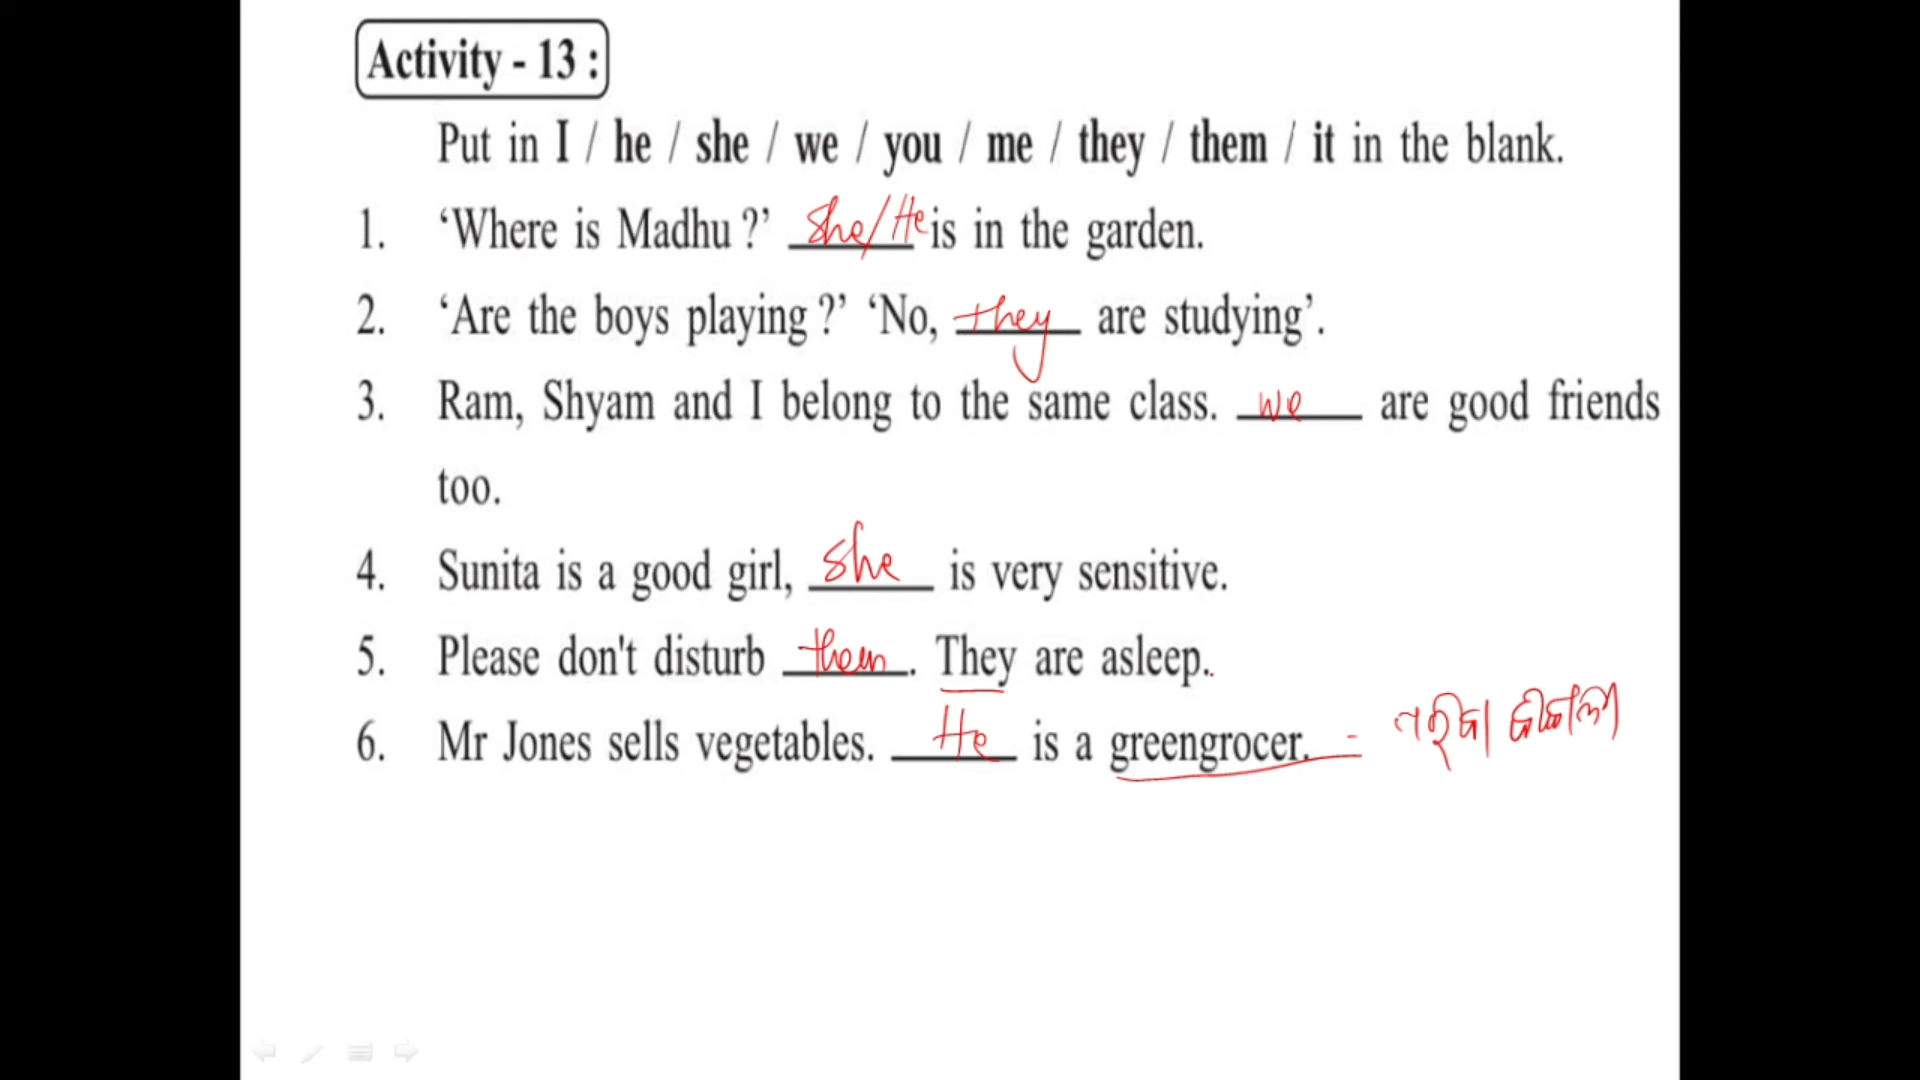 Activity - 13 :
Put in I / he / she / we / you / me / they / them / it in the blank.
1. ‘Where is Madhu ?’ She/He is in the garden.
2. ‘Are the boys playing ?’ ‘No, they are studying’.
3. Ram, Shyam and I belong to the same class. we are good friends
too.
4. Sunita is a good girl, she is very sensitive.
5. Please don't disturb them. They are asleep..
6. Mr Jones sells vegetables. He is a greengrocer. =